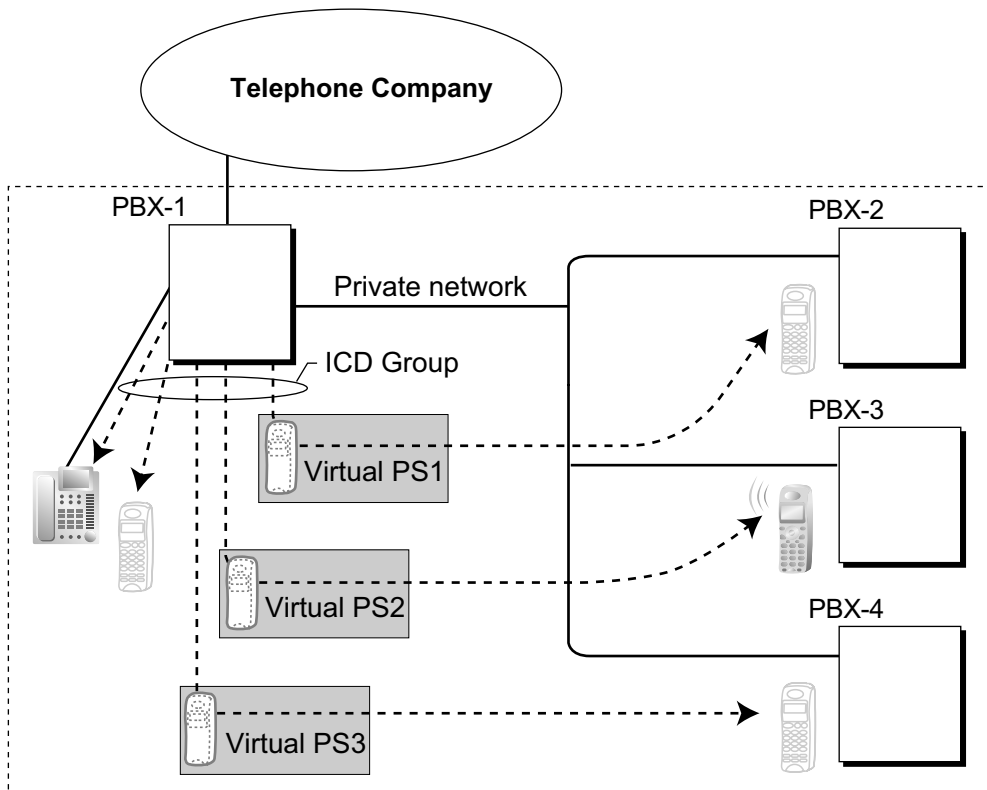 Telephone Company
PBX-1
PBX-2
Private network
ICD Group
PBX-3
Virtual PS1
Virtual PS2
PBX-4
Virtual PS3